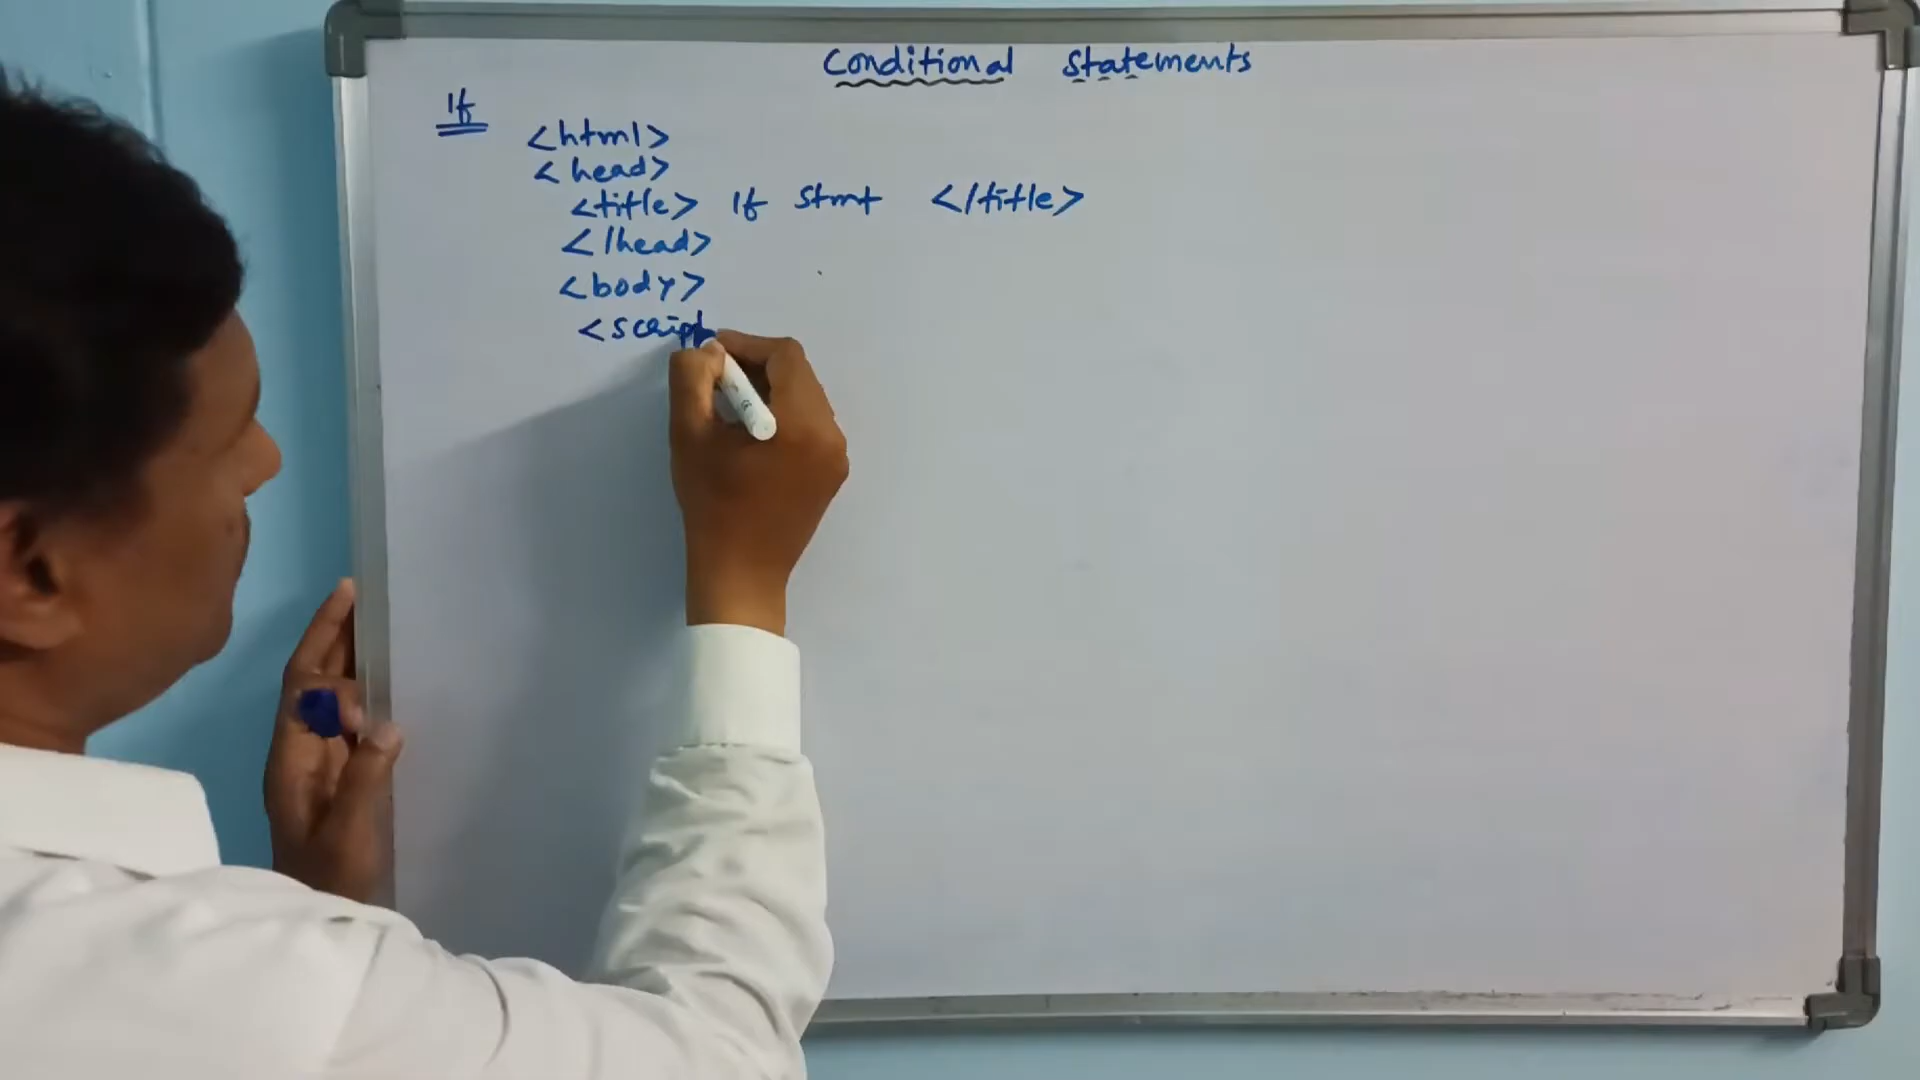 Conditional Statements
If
<html>
<head>
<title> If Stmt </title>
</head>
<body>
<script